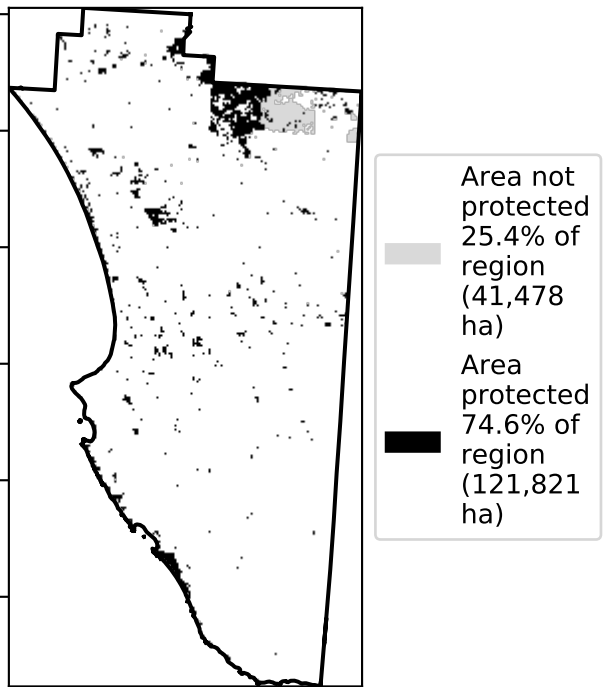 Area not
protected
25.4% of
region
(41,478
ha)
Area
protected
74.6% of
region
(121,821
ha)